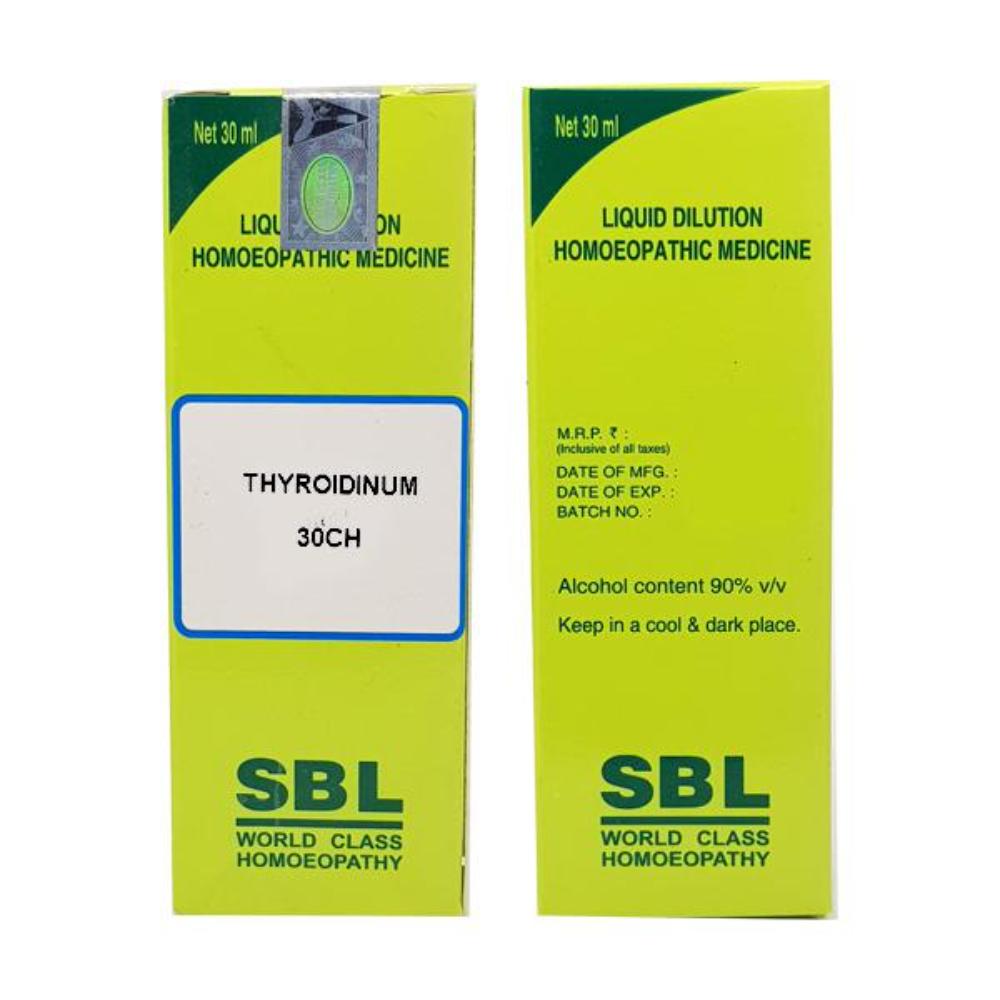 Net 30 ml
HOMOEOPATHIC MEDICINE
THYROIDINUM
30CH
SBL
WORLD CLASS
HOMOEOPATHY
Net 30 ml
LIQUID DILUTION
HOMOEOPATHIC MEDICINE
M.R.P. ₹ :
(Inclusive of all taxes)
DATE OF MFG. :
DATE OF EXP. :
BATCH NO. :
Alcohol content 90% v/v
Keep in a cool & dark place.
SBL
WORLD CLASS
HOMOEOPATHY